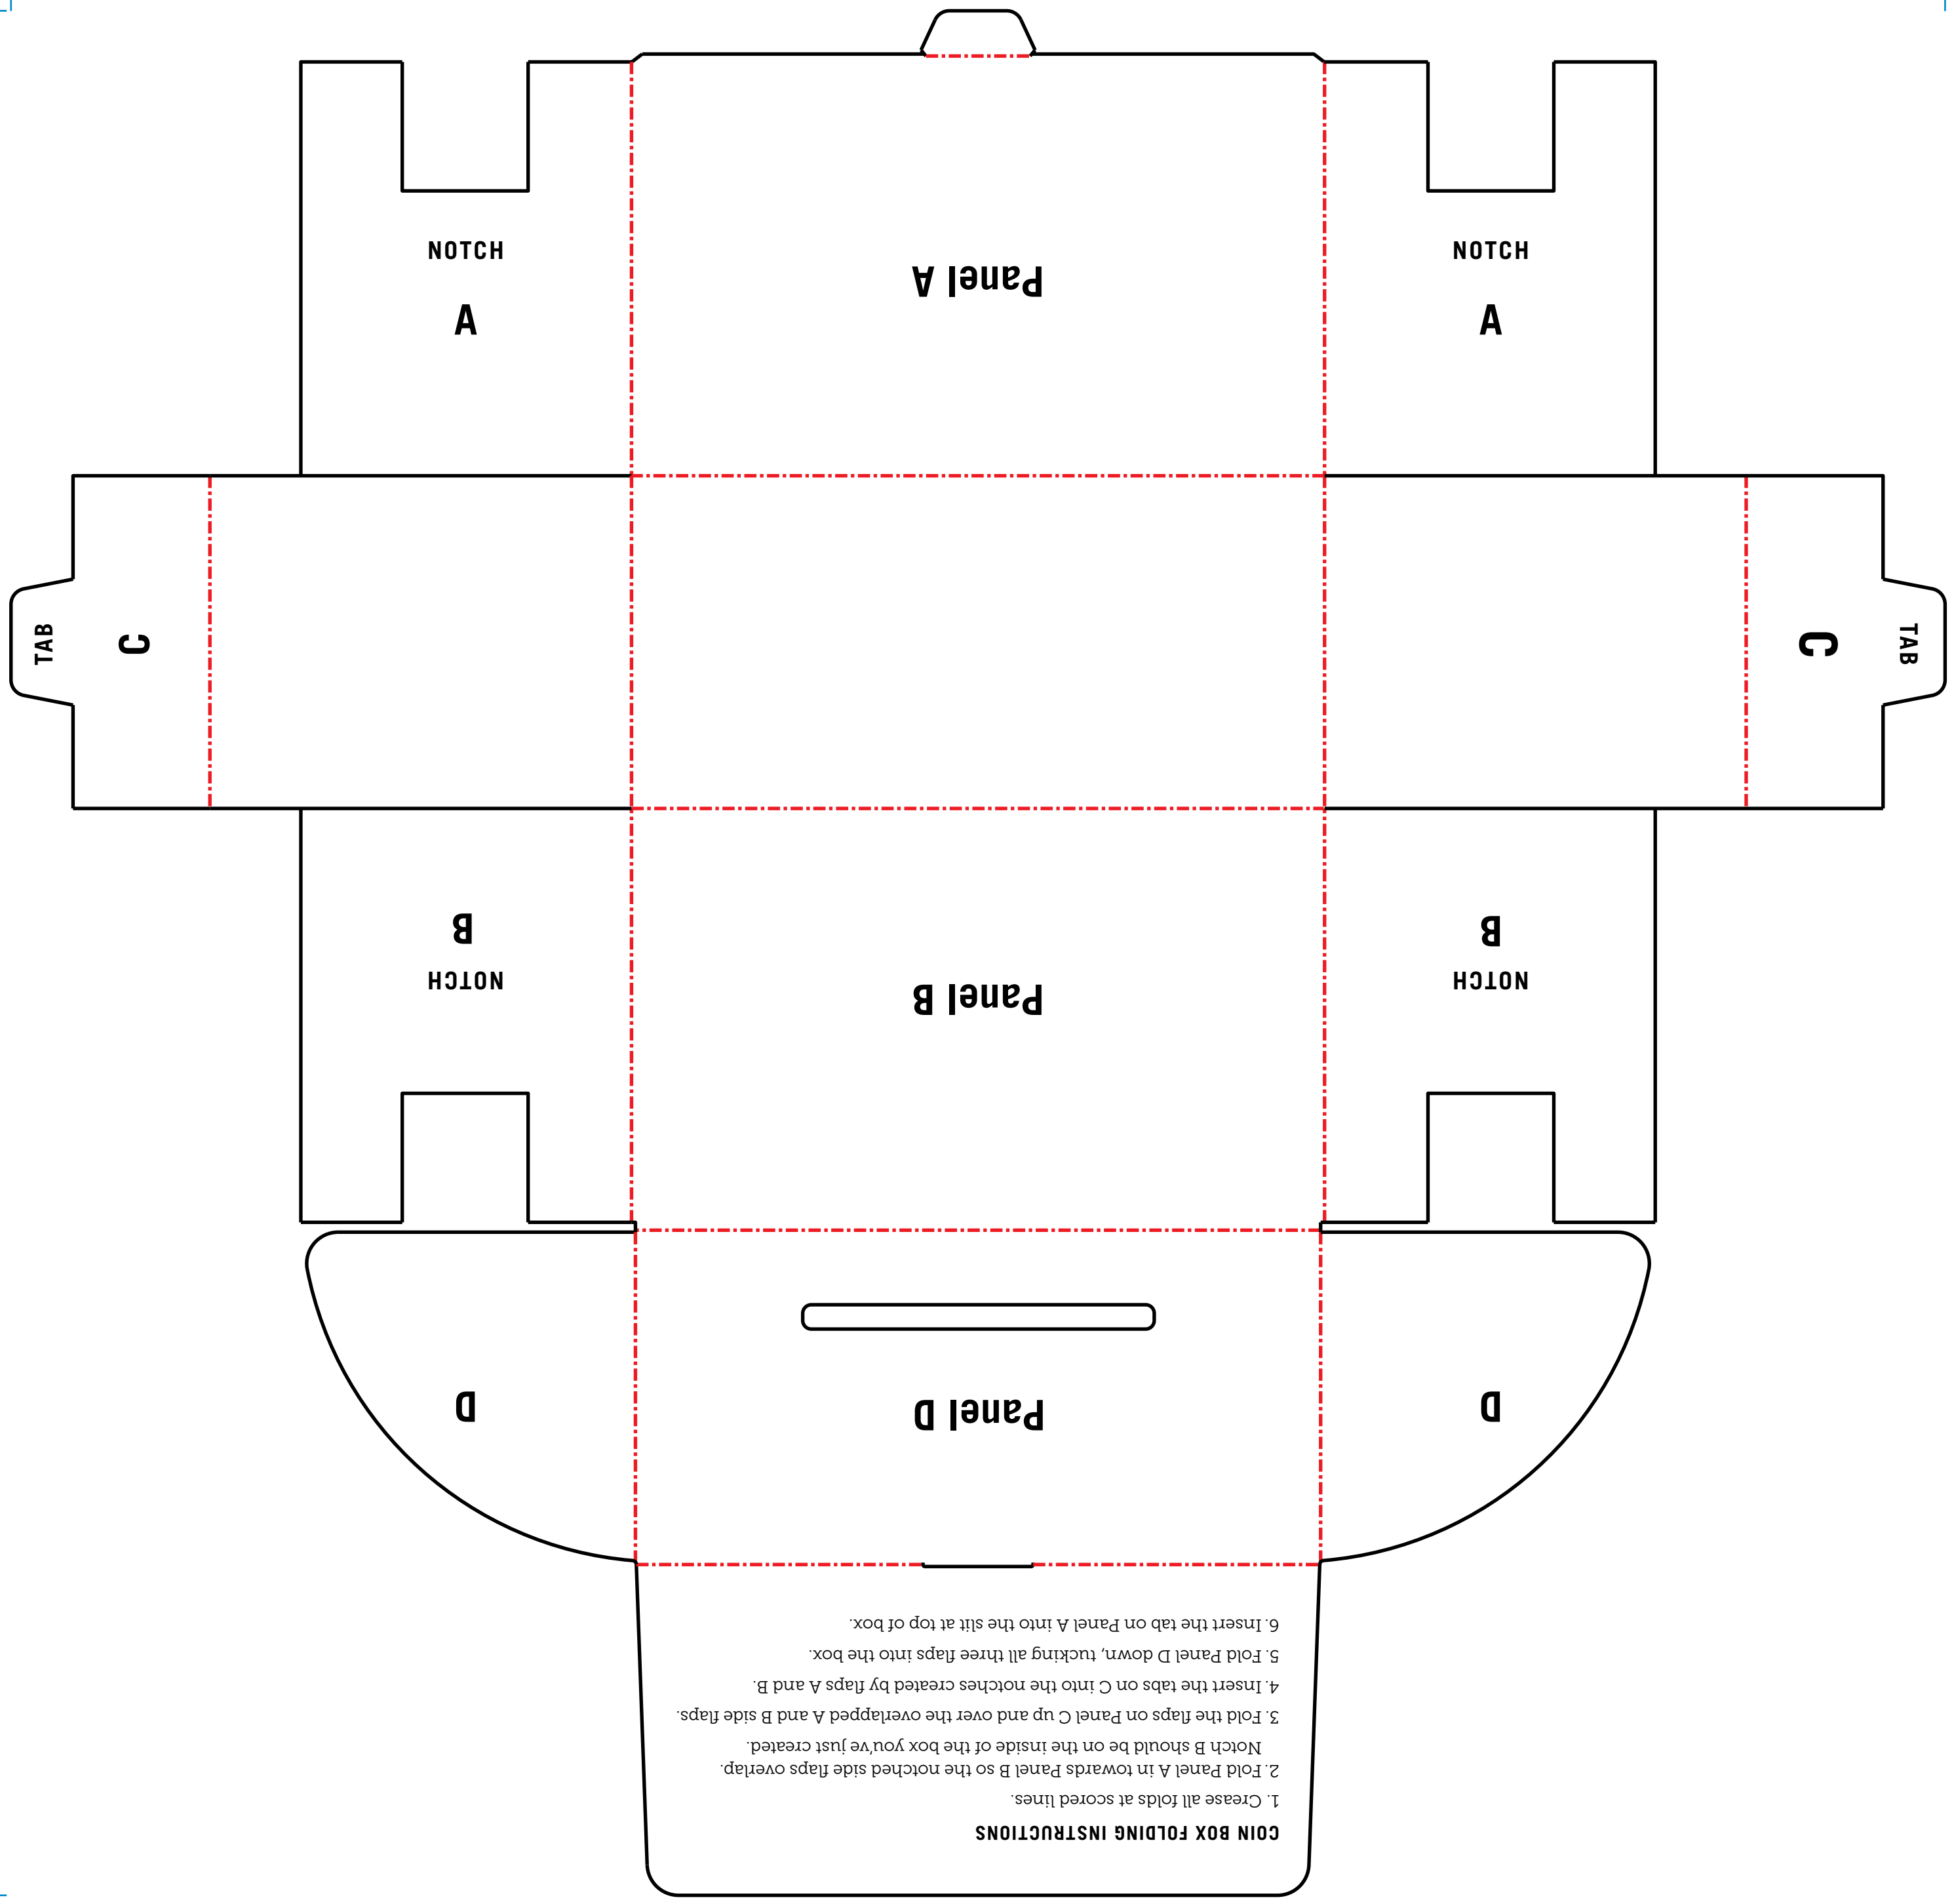 NOTCH
A
Panel A
NOTCH
A
TAB
C
C
TAB
B
NOTCH
Panel B
B
NOTCH
D
Panel D
D
COIN BOX FOLDING INSTRUCTIONS
1. Crease all folds at scored lines.
2. Fold Panel A in towards Panel B so the notched side flaps overlap.
Notch B should be on the inside of the box you’ve just created.
3. Fold the flaps on Panel C up and over the overlapped A and B side flaps.
4. Insert the tabs on C into the notches created by flaps A and B.
5. Fold Panel D down, tucking all three flaps into the box.
6. Insert the tab on Panel A into the slit at top of box.